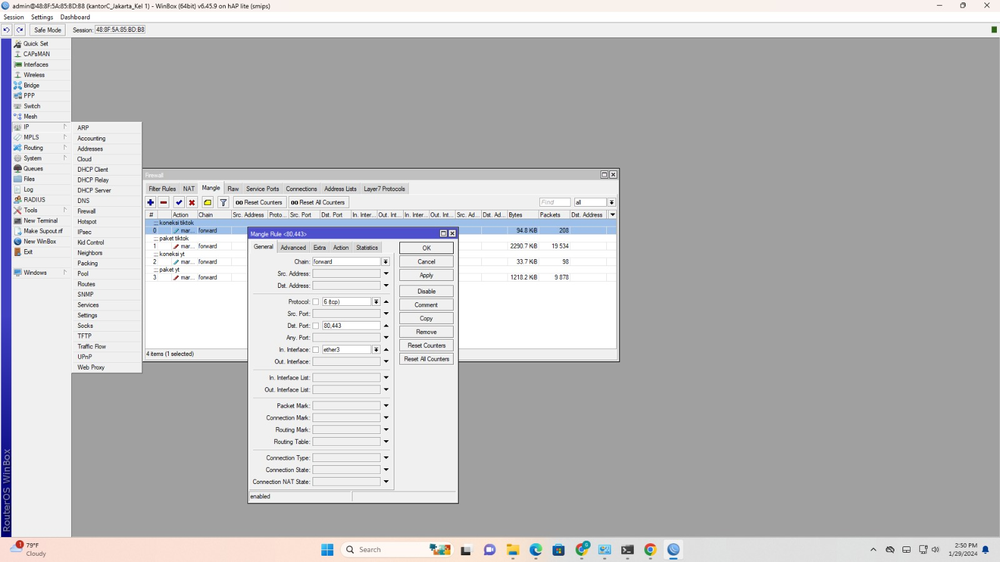 admin@48:8F:5A:85:BD:B8 (kantorC_Jakarta_Kel 1) - WinBox (64bit) v6.45.9 on hAP lite (smips)
Session Settings Dashboard
Safe Mode Session: 48:8F:5A:85:BD:B8
Quick Set
CAPsMAN
Interfaces
Wireless
Bridge
PPP
Switch
Mesh
IP
MPLS
Routing
System
Queues
Files
Log
RADIUS
Tools
New Terminal
Make Supout.rif
New WinBox
Exit
Windows
RouterOS WinBox
ARP
Accounting
Addresses
Cloud
DHCP Client
DHCP Relay
DHCP Server
DNS
Firewall
Hotspot
IPsec
Kid Control
Neighbors
Packing
Pool
Routes
SNMP
Services
Settings
Socks
TFTP
Traffic Flow
UPnP
Web Proxy
Firewall
Filter Rules NAT Mangle Raw Service Ports Connections Address Lists Layer7 Protocols
00 Reset Counters 00 Reset All Counters Find all
# Action Chain Src. Address Proto... Src. Port Dst. Port In. Inter... Out. Int... In. Inter... Out. Int... Src. Ad... Dst. Ad... Bytes Packets Dst. Address
;;; koneksi tiktok
0 mar... forward 94.8 KiB 208
;;; paket tiktok
1 mar... forward 2290.7 KiB 19 534
;;; koneksi yt
2 mar... forward 33.7 KiB 98
;;; paket yt
3 mar... forward 1218.2 KiB 9 878
4 items (1 selected)
Mangle Rule <80,443>
General Advanced Extra Action Statistics
Chain: forward
Src. Address:
Dst. Address:
Protocol: 6 (tcp)
Src. Port:
Dst. Port: 80,443
Any. Port:
In. Interface: ether3
Out. Interface:
In. Interface List:
Out. Interface List:
Packet Mark:
Connection Mark:
Routing Mark:
Routing Table:
Connection Type:
Connection State:
Connection NAT State:
OK
Cancel
Apply
Disable
Comment
Copy
Remove
Reset Counters
Reset All Counters
enabled
1
79°F
Cloudy
Search
G
2:50 PM
1/29/2024